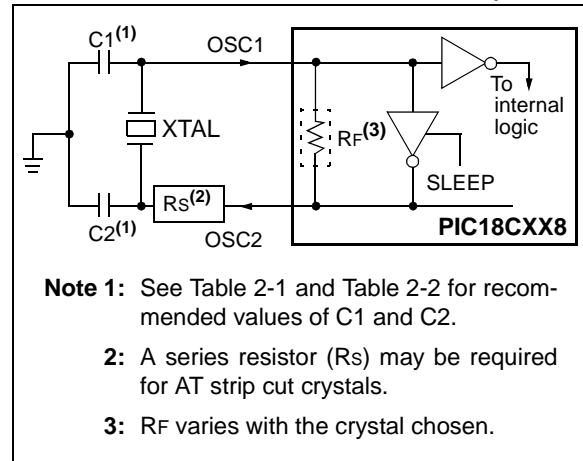 C1(1)
OSC1
To
internal
logic
XTAL
RF(3)
SLEEP
C2(1)
RS(2)
OSC2
PIC18CXX8
Note 1: See Table 2-1 and Table 2-2 for recom-
mended values of C1 and C2.
2: A series resistor (RS) may be required
for AT strip cut crystals.
3: RF varies with the crystal chosen.